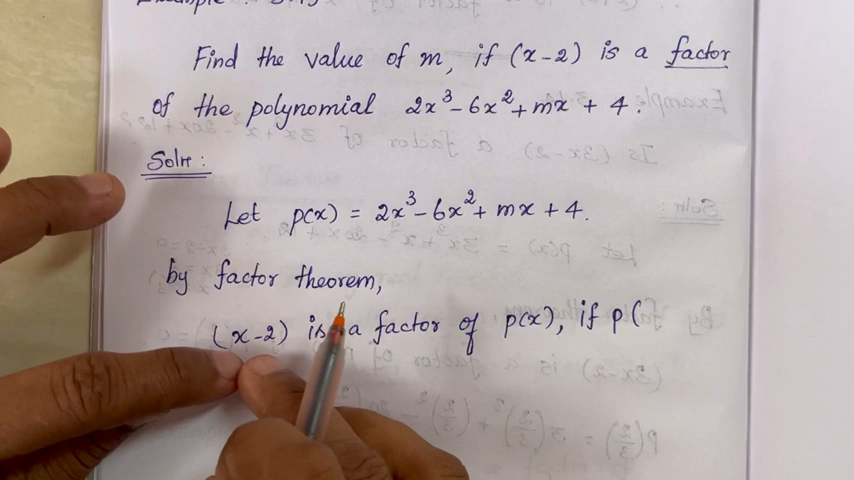 Find the value of m, if (x-2) is a factor
of the polynomial 2x³-6x²+mx+4.
Soln:
Let p(x) = 2x³-6x²+mx+4.
by factor theorem,
(x-2) is a factor of p(x), if p(